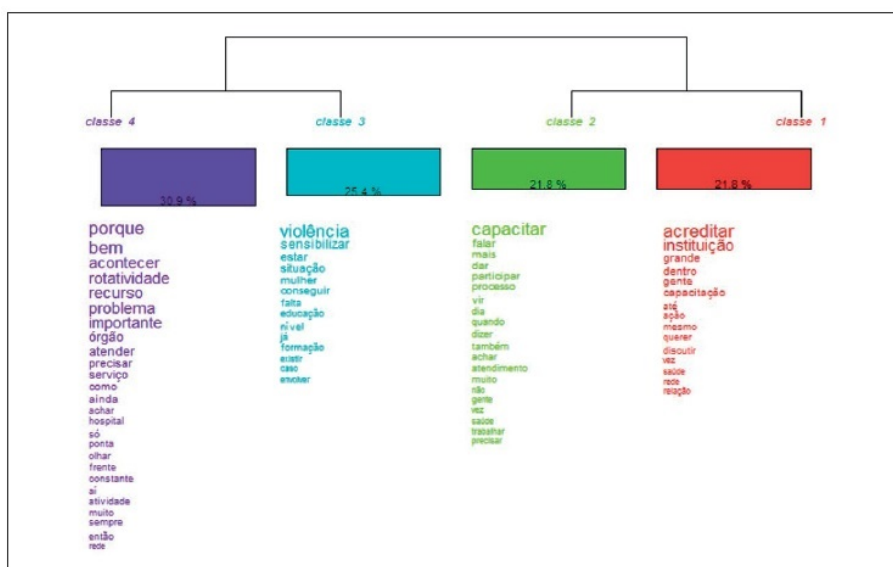 classe 4
classe 3
classe 2
classe 1
30.9 %
25.4 %
21.8 %
21.8 %
porque
bem
acontecer
rotatividade
recurso
problema
importante
órgão
atender
precisar
serviço
como
ainda
achar
hospital
só
ponta
olhar
frente
constante
aí
atividade
muito
sempre
então
rede
violência
sensibilizar
estar
situação
mulher
conseguir
falta
educação
nível
já
formação
existir
caso
envolver
capacitar
falar
mais
dar
participar
processo
vir
dia
quando
dizer
também
achar
atendimento
muito
não
gente
vez
saúde
trabalhar
precisar
acreditar
instituição
grande
dentro
gente
capacitação
até
ação
mesmo
querer
discutir
vez
saúde
rede
relação